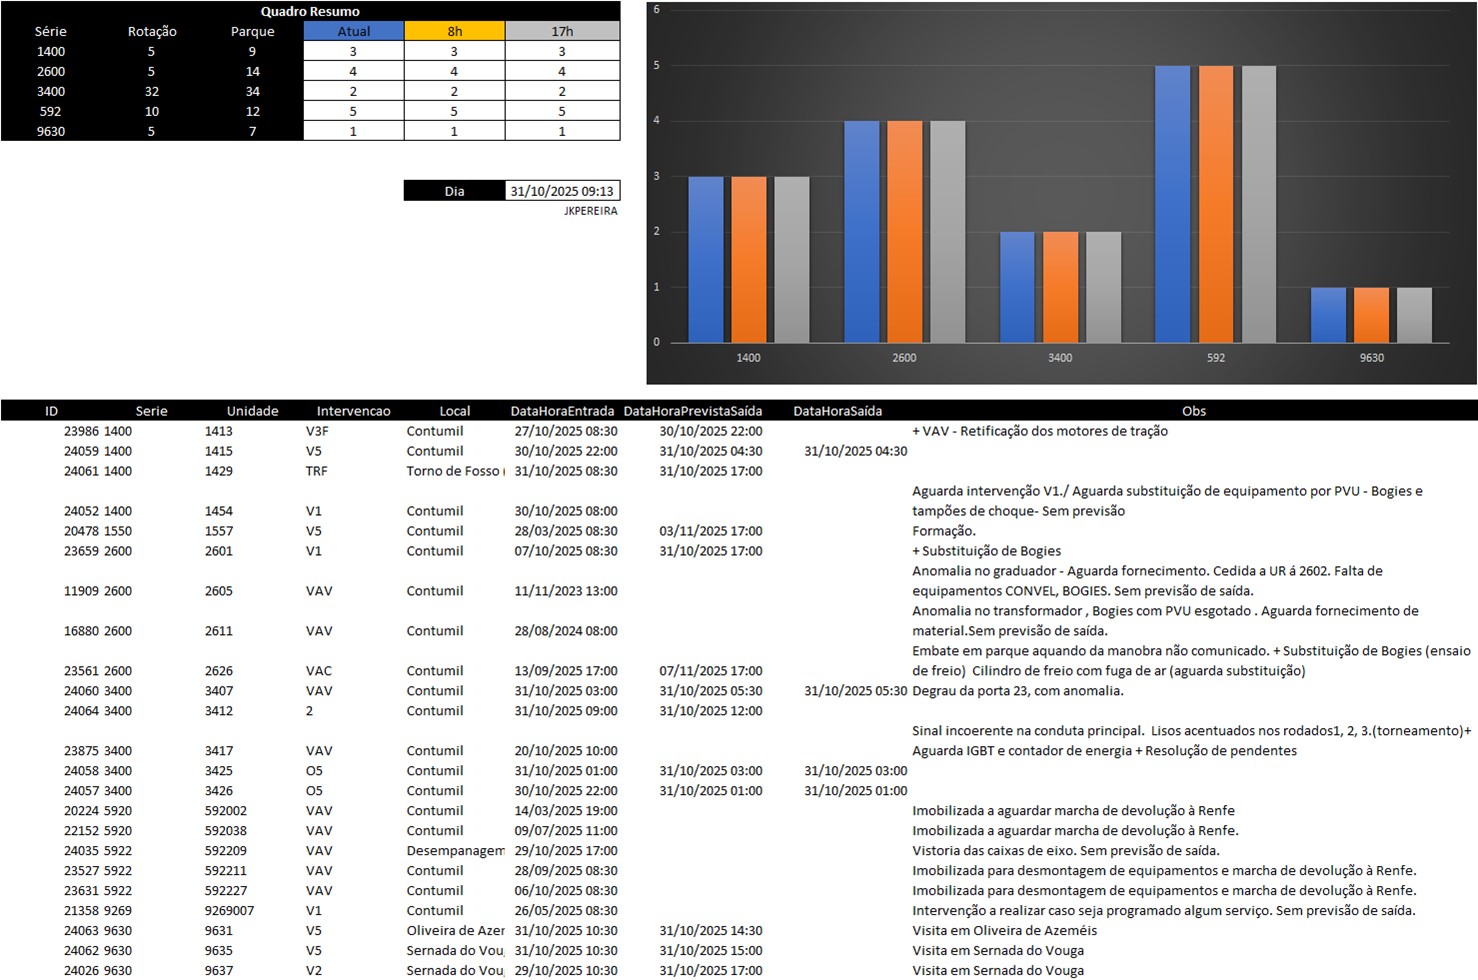 Quadro Resumo
Série Rotação Parque Atual 8h 17h
1400 5 9 3 3 3
2600 5 14 4 4 4
3400 32 34 2 2 2
592 10 12 5 5 5
9630 5 7 1 1 1
Dia 31/10/2025 09:13
JKPEREIRA
6
5
4
3
2
1
0
1400 2600 3400 592 9630
ID Serie Unidade Intervencao Local DataHoraEntrada DataHoraPrevistaSaída DataHoraSaída Obs
23986 1400 1413 V3F Contumil 27/10/2025 08:30 30/10/2025 22:00 + VAV - Retificação dos motores de tração
24059 1400 1415 V5 Contumil 30/10/2025 22:00 31/10/2025 04:30 31/10/2025 04:30
24061 1400 1429 TRF Torno de Fosso ( 31/10/2025 08:30 31/10/2025 17:00
Aguarda intervenção V1./ Aguarda substituição de equipamento por PVU - Bogies e
24052 1400 1454 V1 Contumil 30/10/2025 08:00 tampões de choque- Sem previsão
20478 1550 1557 V5 Contumil 28/03/2025 08:30 03/11/2025 17:00 Formação.
23659 2600 2601 V1 Contumil 07/10/2025 08:30 31/10/2025 17:00 + Substituição de Bogies
Anomalia no graduador - Aguarda fornecimento. Cedida a UR á 2602. Falta de
11909 2600 2605 VAV Contumil 11/11/2023 13:00 equipamentos CONVEL, BOGIES. Sem previsão de saída.
Anomalia no transformador , Bogies com PVU esgotado . Aguarda fornecimento de
16880 2600 2611 VAV Contumil 28/08/2024 08:00 material.Sem previsão de saída.
Embate em parque aquando da manobra não comunicado. + Substituição de Bogies (ensaio
23561 2600 2626 VAC Contumil 13/09/2025 17:00 07/11/2025 17:00 de freio) Cilindro de freio com fuga de ar (aguarda substituição)
24060 3400 3407 VAV Contumil 31/10/2025 03:00 31/10/2025 05:30 31/10/2025 05:30 Degrau da porta 23, com anomalia.
24064 3400 3412 2 Contumil 31/10/2025 09:00 31/10/2025 12:00
Sinal incoerente na conduta principal. Lisos acentuados nos rodados1, 2, 3.(torneamento)+
23875 3400 3417 VAV Contumil 20/10/2025 10:00 Aguarda IGBT e contador de energia + Resolução de pendentes
24058 3400 3425 O5 Contumil 31/10/2025 01:00 31/10/2025 03:00 31/10/2025 03:00
24057 3400 3426 O5 Contumil 30/10/2025 22:00 31/10/2025 01:00 31/10/2025 01:00
20224 5920 592002 VAV Contumil 14/03/2025 19:00 Imobilizada a aguardar marcha de devolução à Renfe
22152 5920 592038 VAV Contumil 09/07/2025 11:00 Imobilizada a aguardar marcha de devolução à Renfe.
24035 5922 592209 VAV Desempanagem 29/10/2025 17:00 Vistoria das caixas de eixo. Sem previsão de saída.
23527 5922 592211 VAV Contumil 28/09/2025 08:30 Imobilizada para desmontagem de equipamentos e marcha de devolução à Renfe.
23631 5922 592227 VAV Contumil 06/10/2025 08:30 Imobilizada para desmontagem de equipamentos e marcha de devolução à Renfe.
21358 9269 9269007 V1 Contumil 26/05/2025 08:30 Intervenção a realizar caso seja programado algum serviço. Sem previsão de saída.
24063 9630 9631 V5 Oliveira de Azer 31/10/2025 10:30 31/10/2025 14:30 Visita em Oliveira de Azeméis
24062 9630 9635 V5 Sernada do Vou 31/10/2025 10:30 31/10/2025 15:00 Visita em Sernada do Vouga
24026 9630 9637 V2 Sernada do Vou 29/10/2025 10:30 31/10/2025 17:00 Visita em Sernada do Vouga